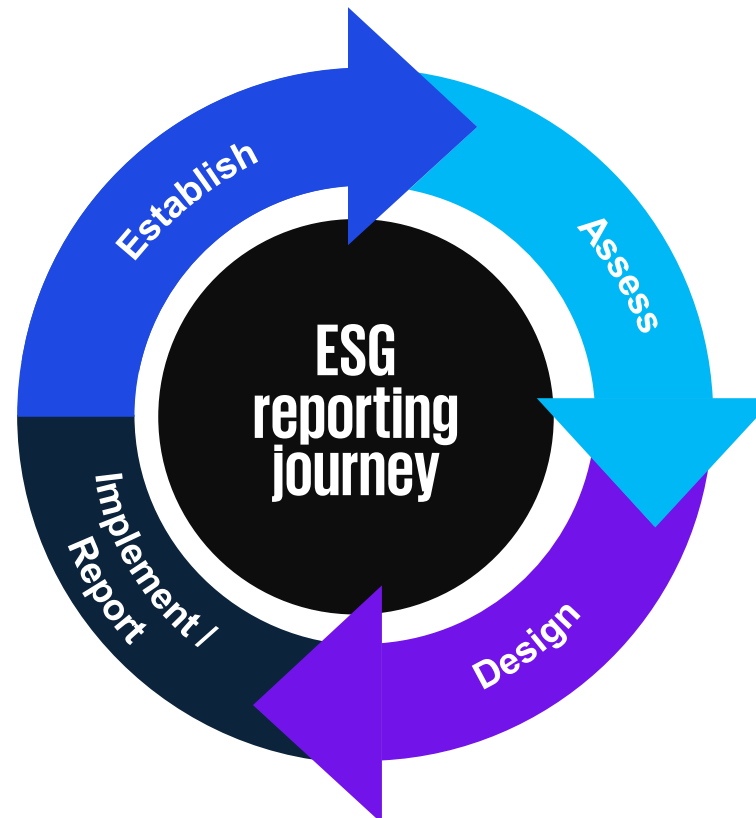 Establish
Assess
ESG
reporting
journey
Implement /
Report
Design